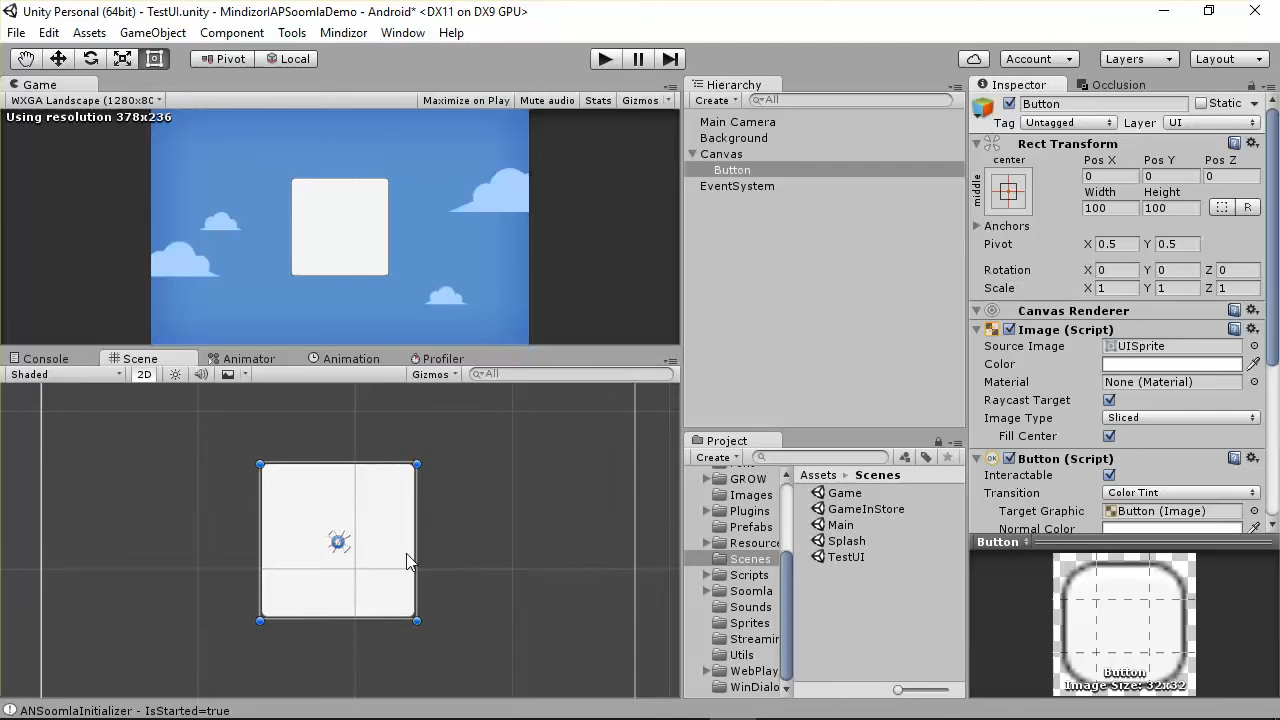 Unity Personal (64bit) - TestUI.unity - MindizorIAPSoomlaDemo - Android* <DX11 on DX9 GPU>
File Edit Assets GameObject Component Tools Mindizor Window Help
Pivot Local Account Layers Layout
Game
WXGA Landscape (1280x80 Maximize on Play Mute audio Stats Gizmos
Using resolution 378x236
Console Scene Animator Animation Profiler
Shaded 2D Gizmos All
Hierarchy
Create All
Main Camera
Background
Canvas
Button
EventSystem
Project
Create
GROW
Images
Plugins
Prefabs
Resource
Scenes
Scripts
Soomla
Sounds
Sprites
Streamin
Utils
WebPlay
WinDialo
Assets Scenes
Game
GameInStore
Main
Splash
TestUI
Inspector Occlusion
Button Static
Tag Untagged Layer UI
Rect Transform
center Pos X Pos Y Pos Z
middle 0 0 0
Width Height
100 100 R
Anchors
Pivot X 0.5 Y 0.5
Rotation X 0 Y 0 Z 0
Scale X 1 Y 1 Z 1
Canvas Renderer
Image (Script)
Source Image UISprite
Color
Material None (Material)
Raycast Target
Image Type Sliced
Fill Center
OK Button (Script)
Interactable
Transition Color Tint
Target Graphic Button (Image)
Normal Color
Button
Button
Image Size: 32x32
ANSoomlaInitializer - IsStarted=true